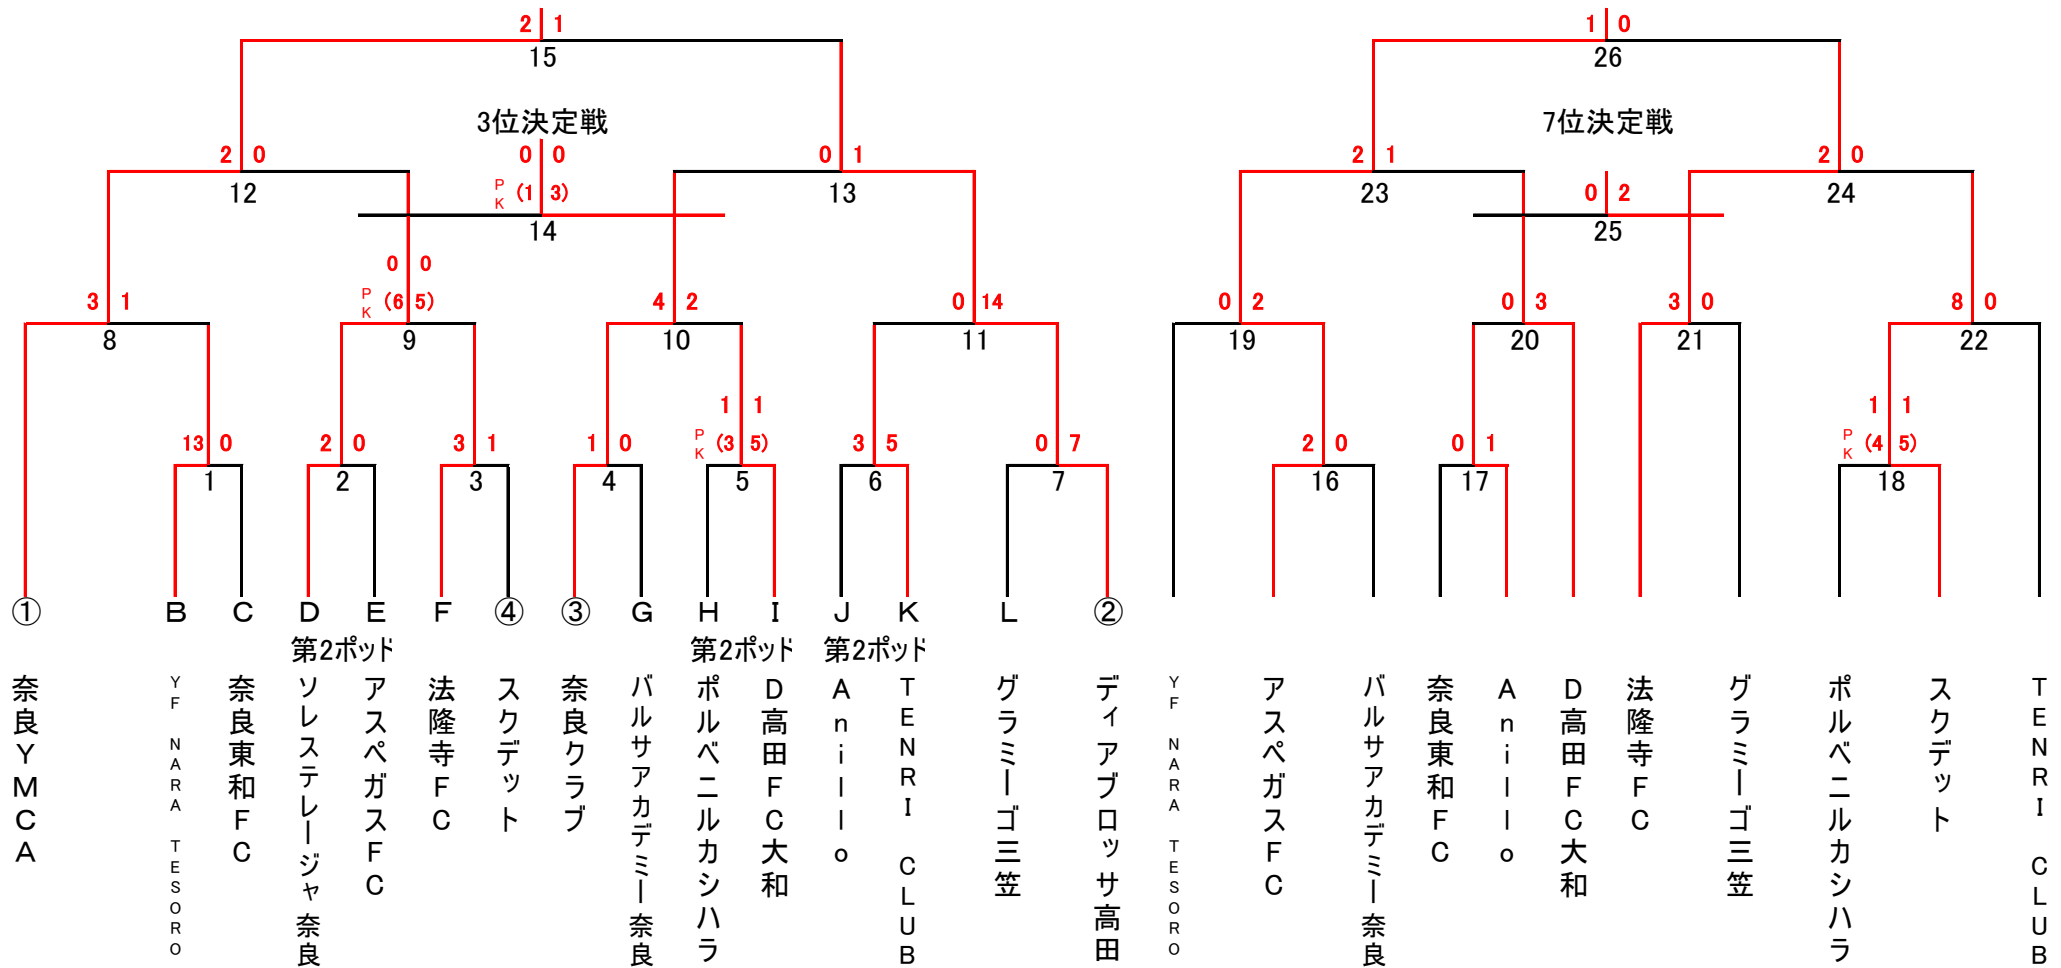 2 1
15
1 0
26
3位決定戦
7位決定戦
2 0
12
0 0
PK (1 3)
14
0 1
13
2 1
23
0 2
25
2 0
24
3 1
8
0 0
PK (6 5)
9
4 2
10
0 14
11
0 2
19
0 3
20
3 0
21
8 0
22
13 0
1
2 0
2
3 1
3
1 0
4
1 1
PK (3 5)
5
3 5
6
0 7
7
2 0
16
0 1
17
1 1
PK (4 5)
18
① B C D E F ④ ③ G H I J K L ②
第2ポッド 第2ポッド 第2ポッド
奈良YMCA
YF NARA TESORO
奈良東和FC
ソレステレージャ奈良
アスペガスFC
法隆寺FC
スクデット
奈良クラブ
バルサアカデミー奈良
ポルベニルカシハラ
D高田FC大和
Anillo
TENRI CLUB
グラミーゴ三笠
ディアブロッサ高田
YF NARA TESORO
アスペガスFC
バルサアカデミー奈良
奈良東和FC
Anillo
D高田FC大和
法隆寺FC
グラミーゴ三笠
ポルベニルカシハラ
スクデット
TENRI CLUB